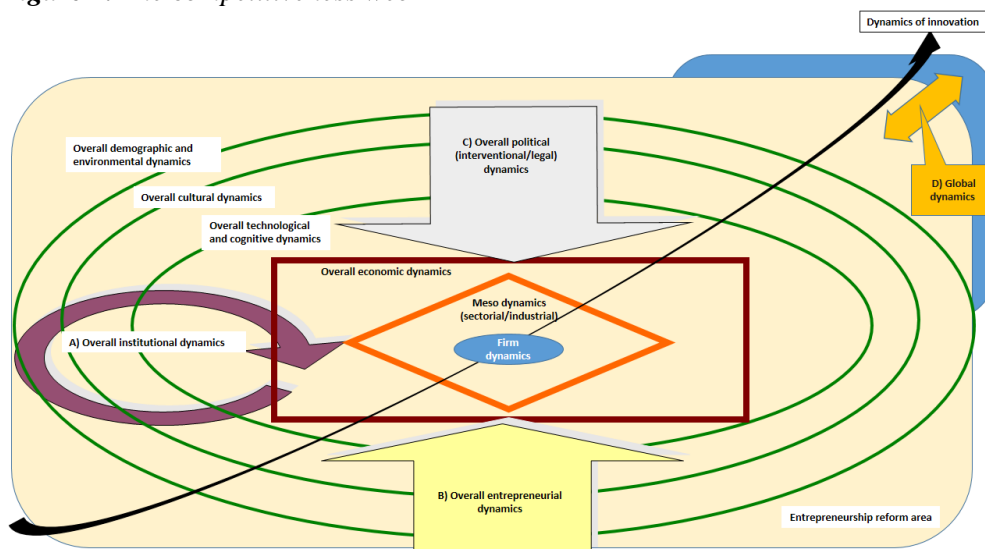 Dynamics of innovation
C) Overall political
(interventional/legal)
dynamics
Overall demographic and
environmental dynamics
D) Global
dynamics
Overall cultural dynamics
Overall technological
and cognitive dynamics
Overall economic dynamics
Meso dynamics
(sectorial/industrial)
A) Overall institutional dynamics
Firm
dynamics
B) Overall entrepreneurial
dynamics
Entrepreneurship reform area